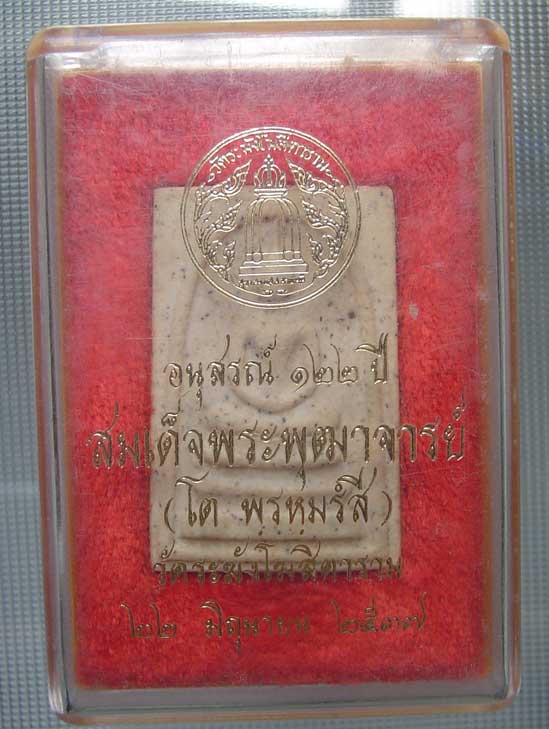 วัดระฆังโฆสิตาราม
อนุสรณ์ ๑๒๒ ปี
สมเด็จพระพุฒาจารย์
(โต พฺรหฺมรํสี)
วัดระฆังโฆสิตาราม
๒๒ มิถุนายน ๒๕๓๗